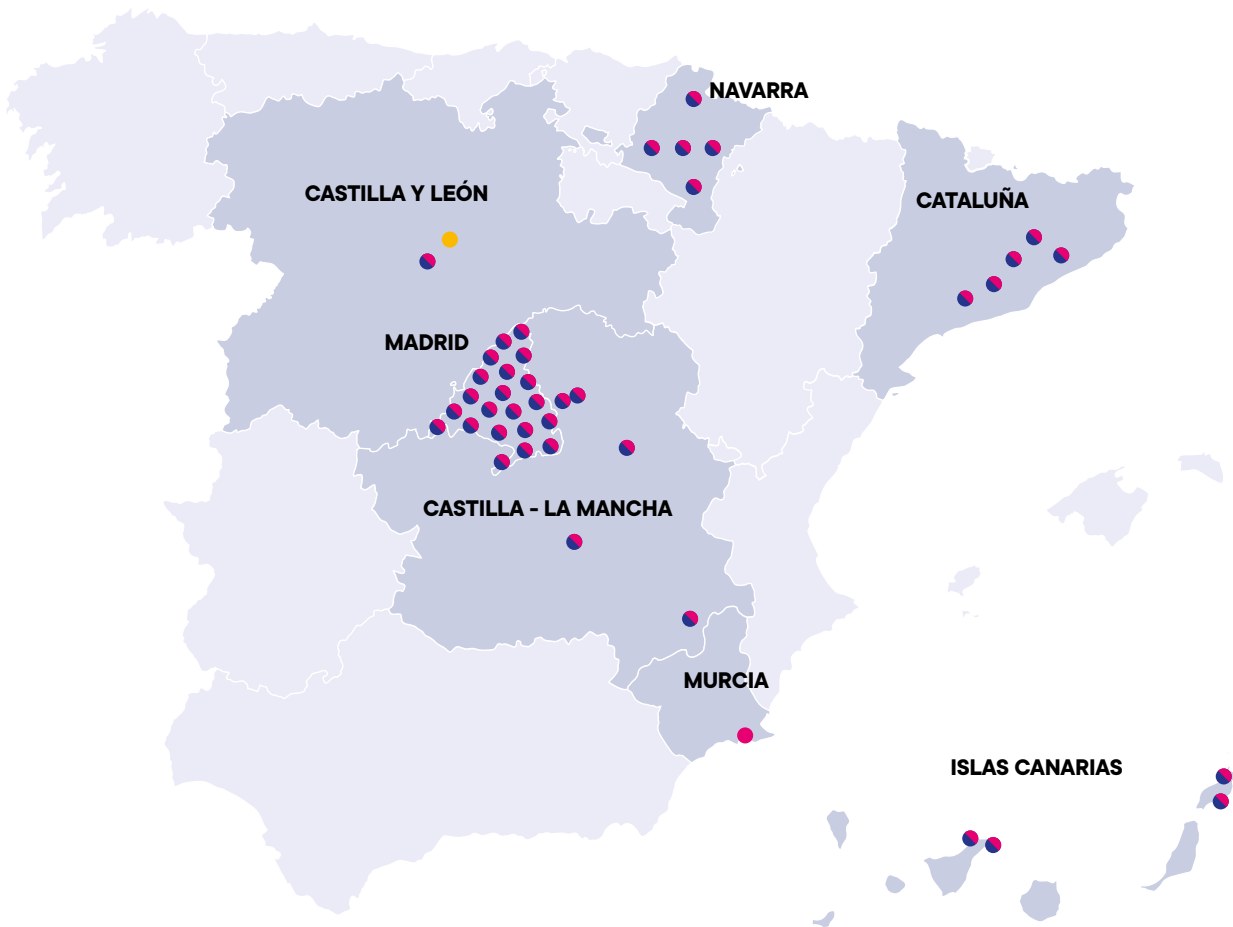 NAVARRA
CASTILLA Y LEÓN
CATALUÑA
MADRID
CASTILLA - LA MANCHA
MURCIA
ISLAS CANARIAS